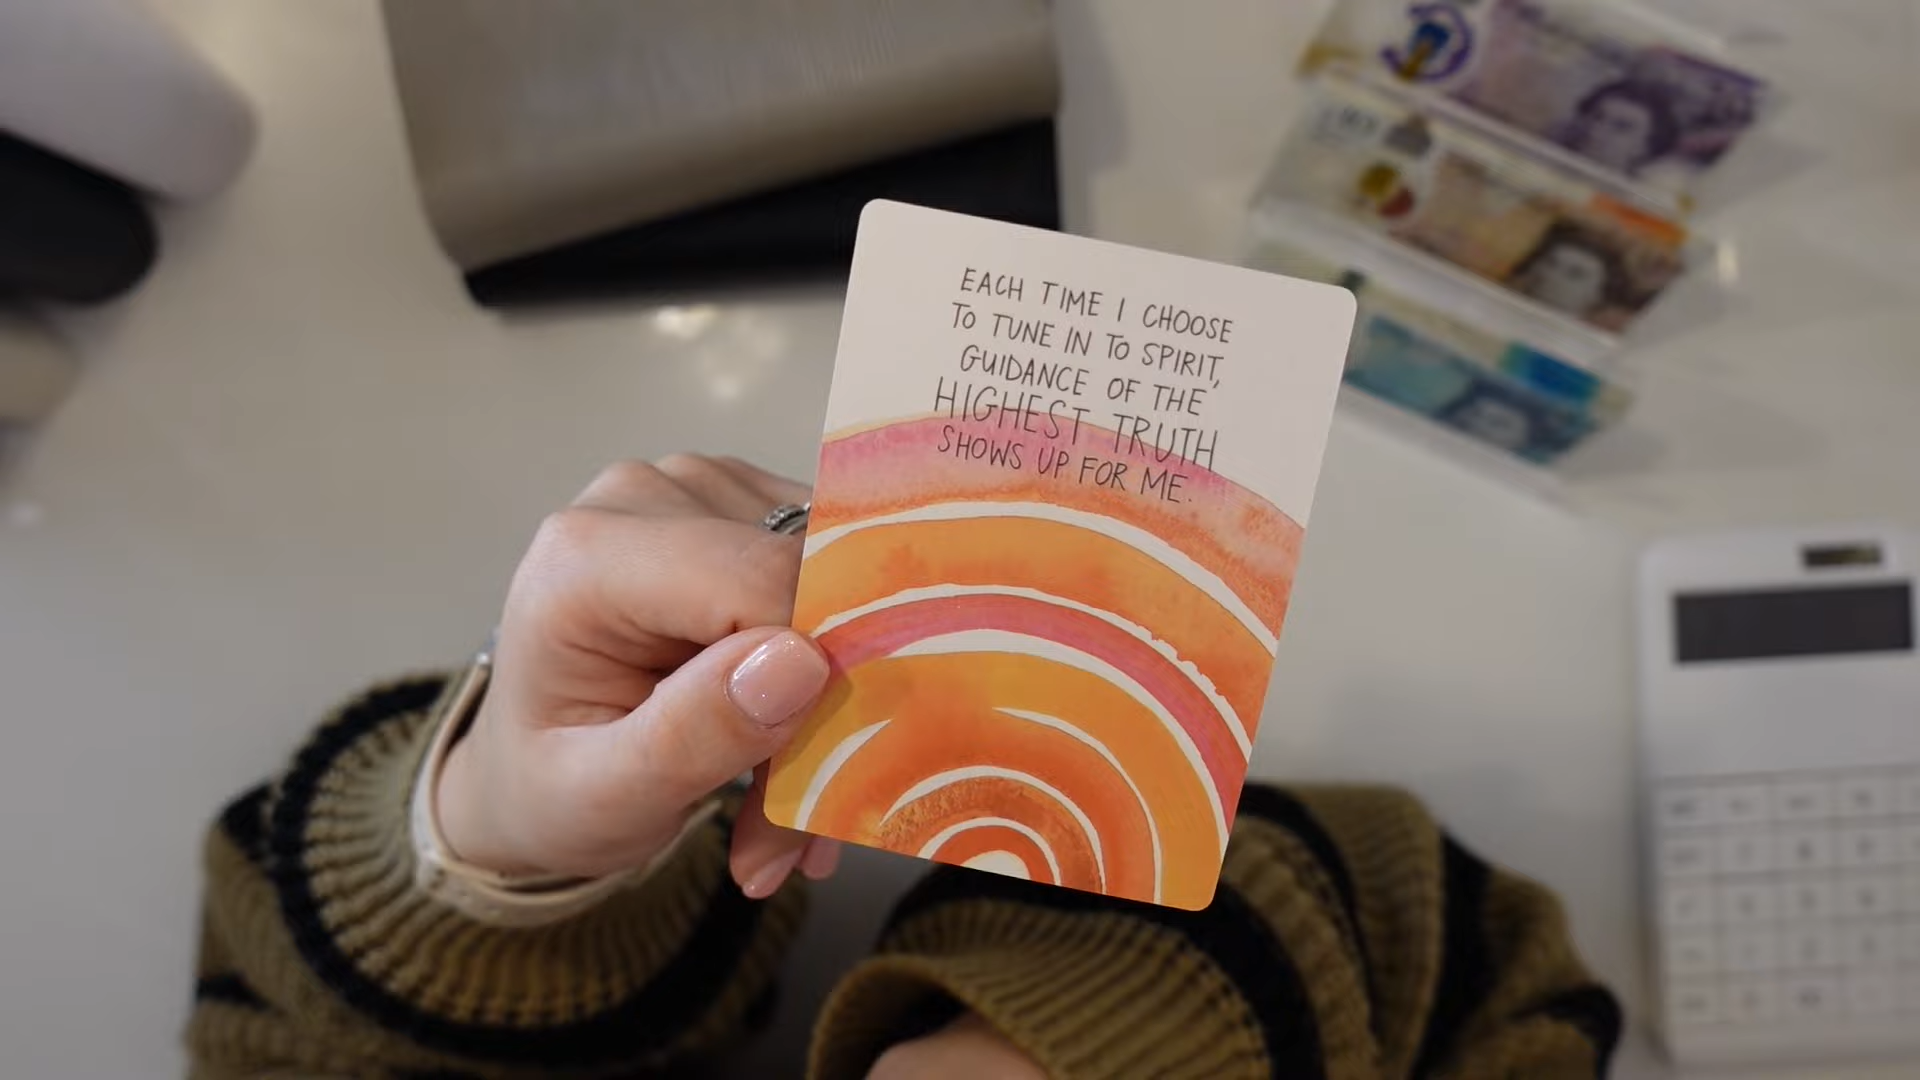 EACH TIME I CHOOSE
TO TUNE IN TO SPIRIT,
GUIDANCE OF THE
HIGHEST TRUTH
SHOWS UP FOR ME.